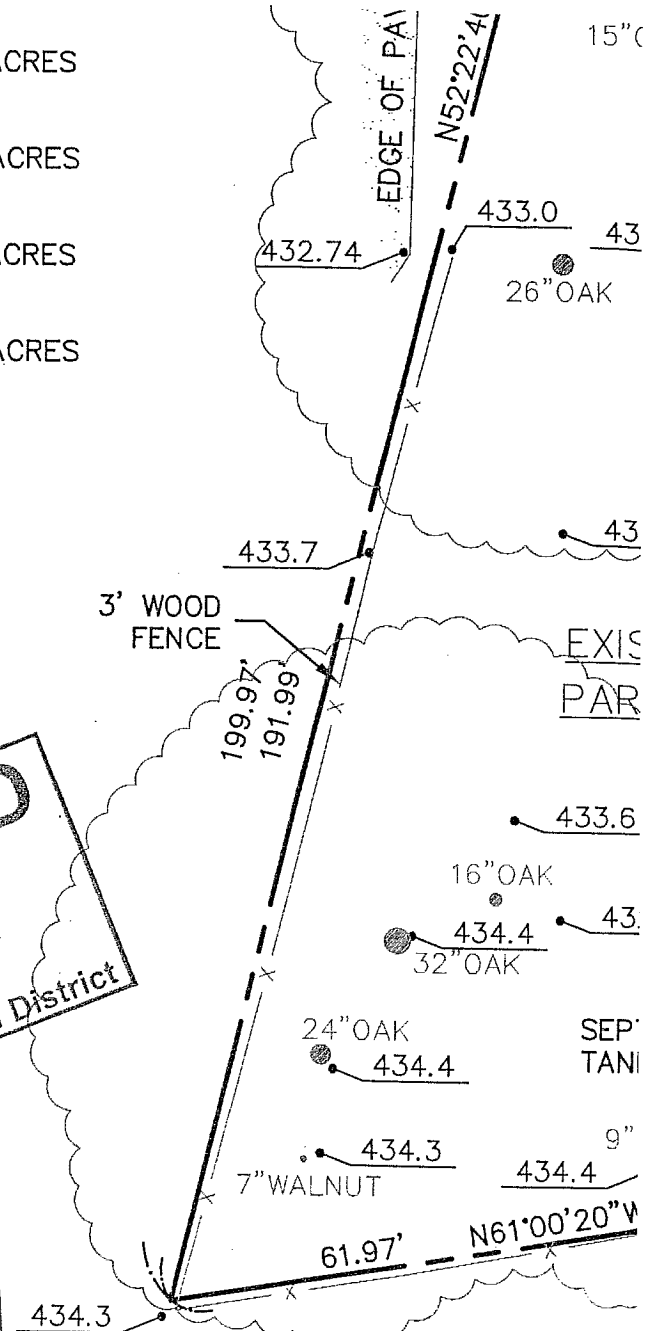 ACRES
ACRES
ACRES
ACRES
EDGE OF
N52°22'4
15"
433.0
432.74
43
26"OAK
433.7
43
3' WOOD
FENCE
199.97'
191.99'
EXIS
PAR
433.6
16"OAK
434.4
43
32"OAK
District
24"OAK
434.4
SEPT
TAN
434.3
7"WALNUT
9"
434.4
N61°00'20"W
61.97'
434.3